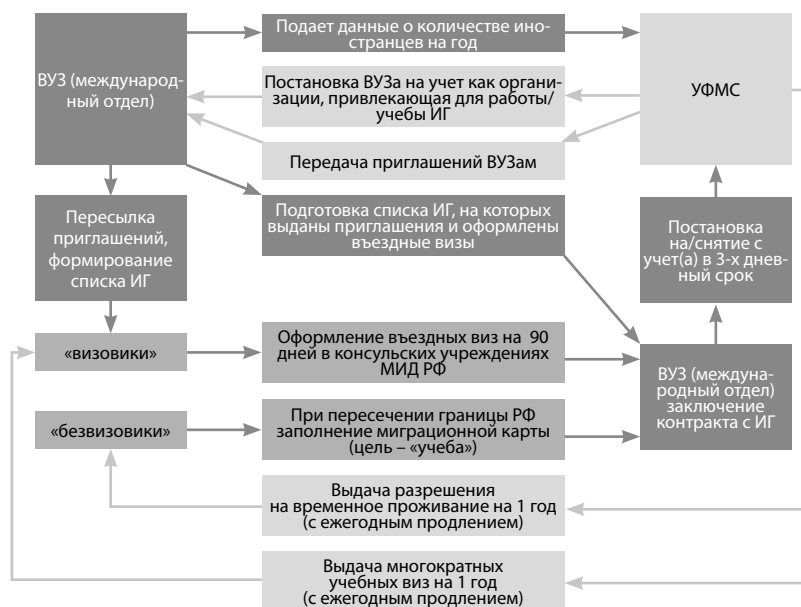 Подает данные о количестве ино-
странцев на год
ВУЗ (международ-
ный отдел)
Постановка ВУЗа на учет как органи-
зации, привлекающая для работы/
учебы ИГ
УФМС
Передача приглашений ВУЗам
Пересылка
приглашений,
формирование
списка ИГ
Подготовка списка ИГ, на которых
выданы приглашения и оформлены
въездные визы
Постановка
на/снятие с
учет(а) в 3-х днев-
ный срок
«визовики»
Оформление въездных виз на 90
дней в консульских учреждениях
МИД РФ
ВУЗ (междуна-
родный отдел)
заключение
контракта с ИГ
«безвизовики»
При пересечении границы РФ
заполнение миграционной карты
(цель – «учеба»)
Выдача разрешения
на временное проживание на 1 год
(с ежегодным продлением)
Выдача многократных
учебных виз на 1 год
(с ежегодным продлением)